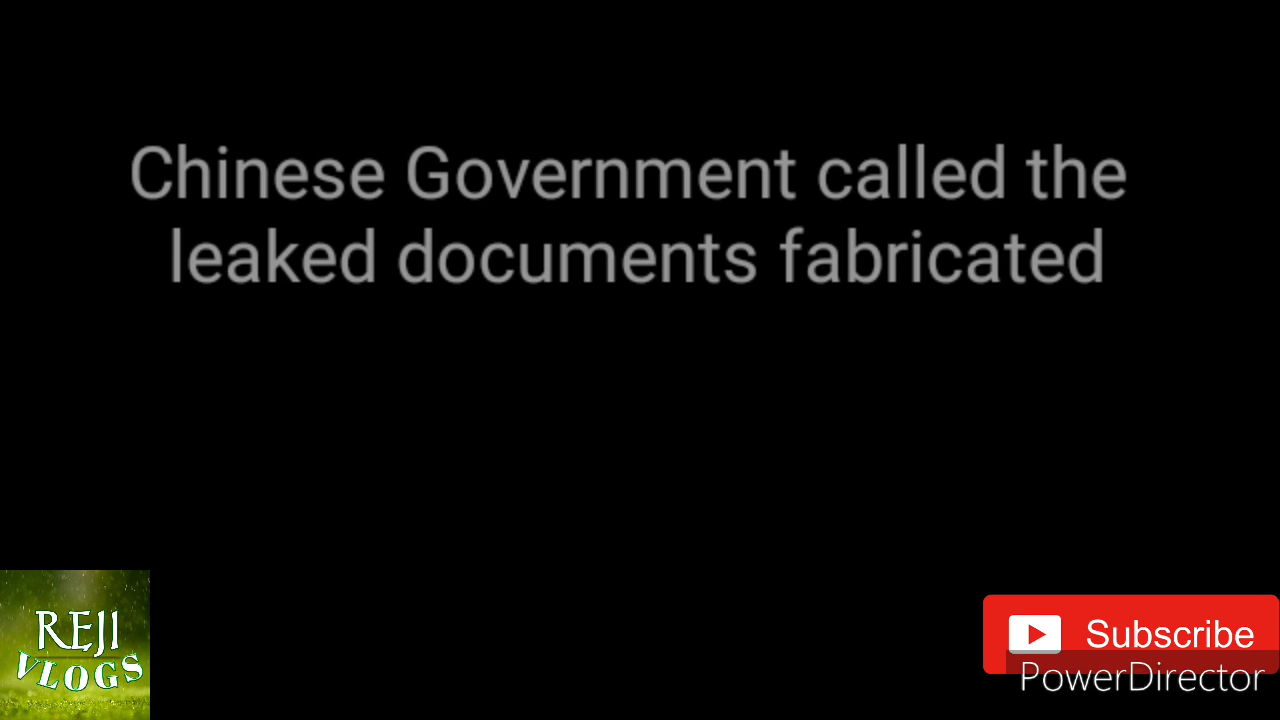 Chinese Government called the
leaked documents fabricated
REJI
VLOGS
Subscribe
PowerDirector